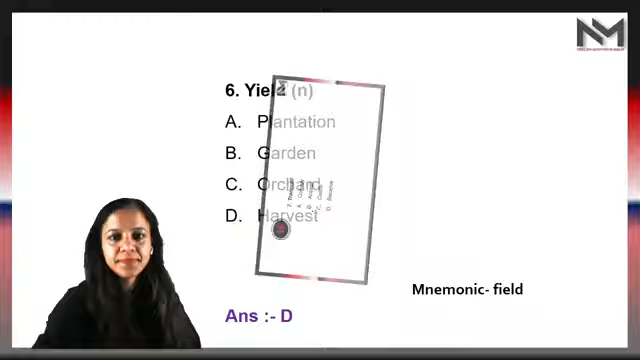 6. Yield (n)
A. Plantation
B. Garden
C. Orchard
D. Harvest
Mnemonic- field
Ans :- D